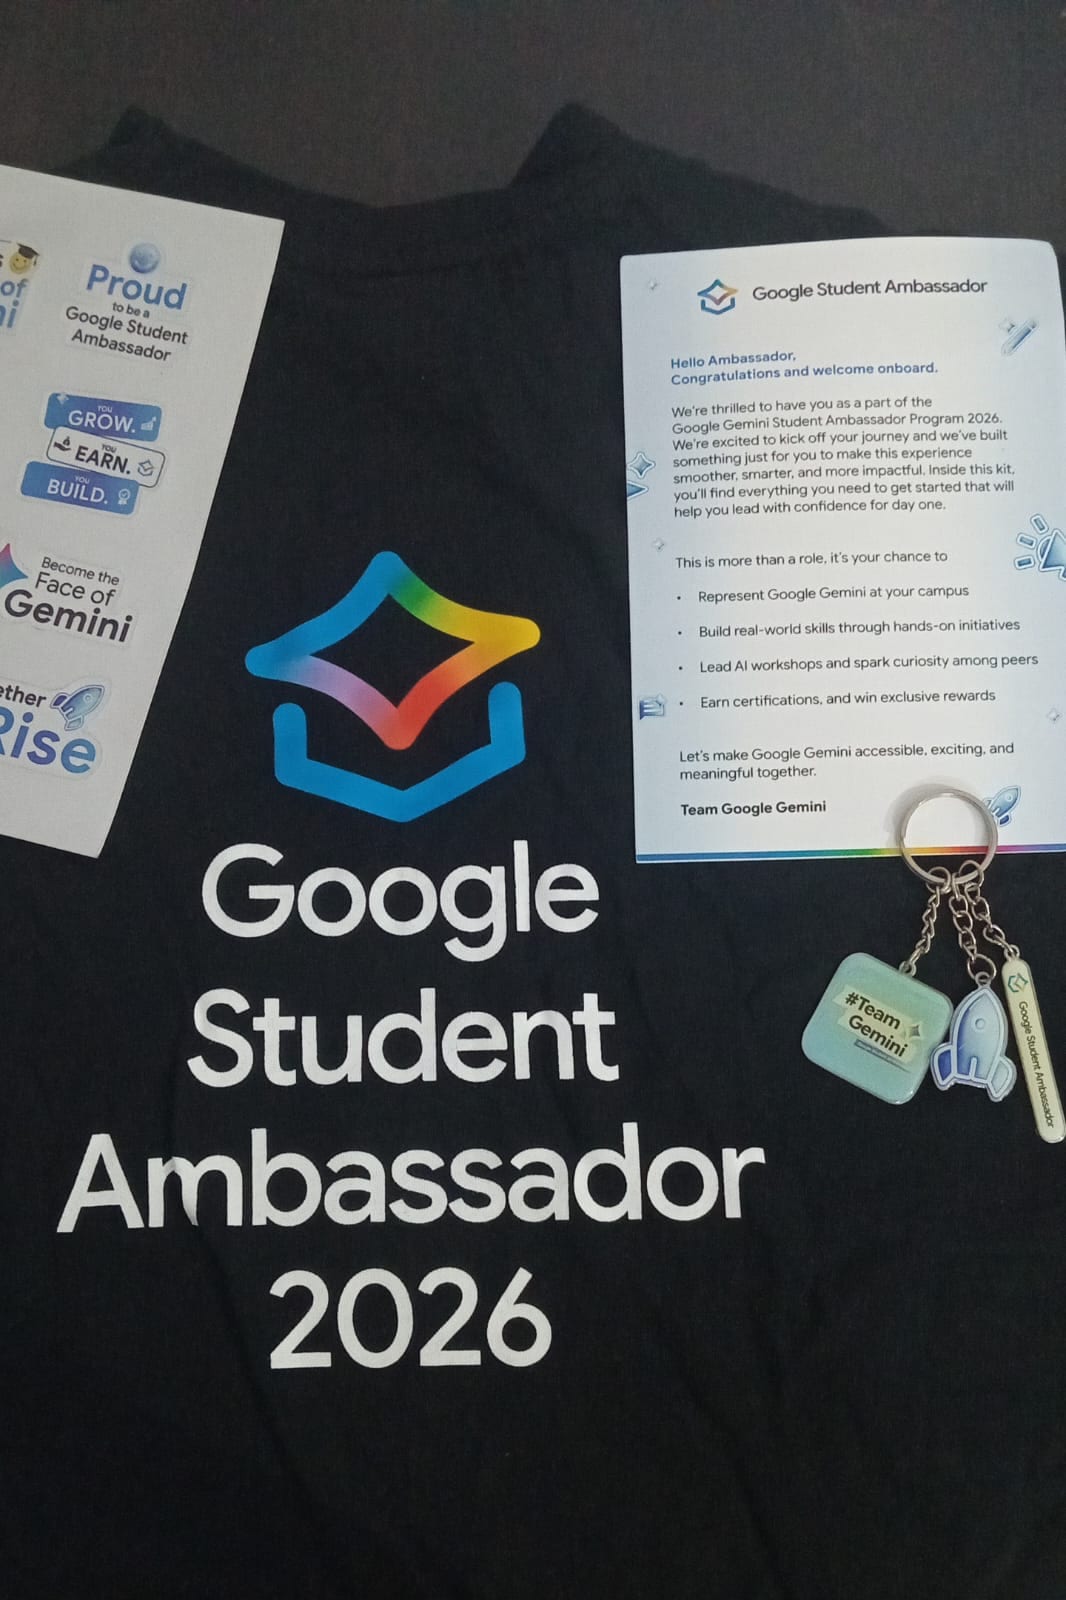 of
Proud
to be a
Google Student
Ambassador
YOU
GROW.
YOU
EARN.
YOU
BUILD.
Become the
Face of
Gemini
Rise
Google Student Ambassador
Hello Ambassador,
Congratulations and welcome onboard.
We're thrilled to have you as a part of the
Google Gemini Student Ambassador Program 2026.
We're excited to kick off your journey and we've built
something just for you to make this experience
smoother, smarter, and more impactful. Inside this kit,
you'll find everything you need to get started that will
help you lead with confidence for day one.
This is more than a role, it's your chance to
• Represent Google Gemini at your campus
• Build real-world skills through hands-on initiatives
• Lead AI workshops and spark curiosity among peers
• Earn certifications, and win exclusive rewards
Let's make Google Gemini accessible, exciting, and
meaningful together.
Team Google Gemini
Google
Student
Ambassador
2026
#Team
Gemini
Google Student Ambassador